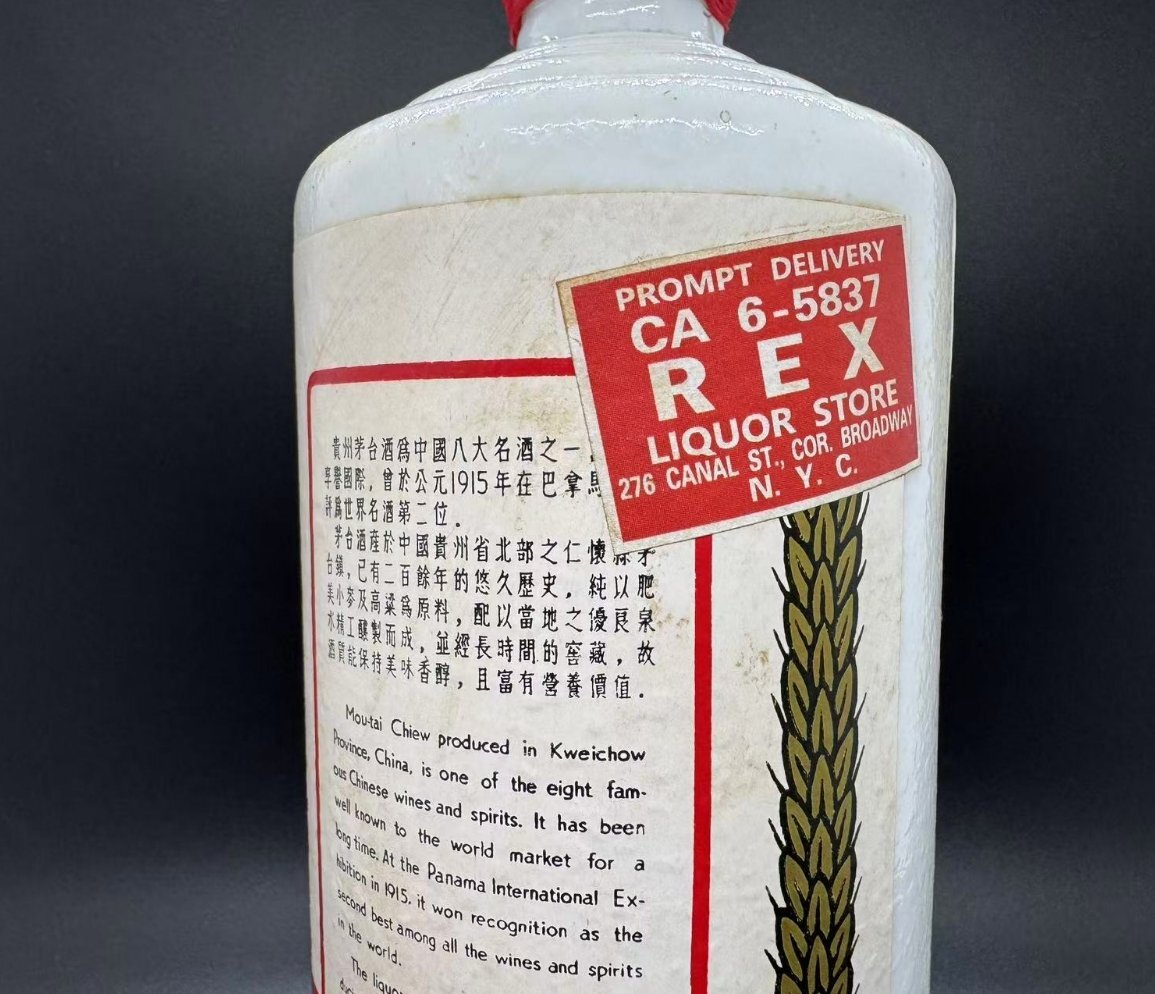 PROMPT DELIVERY
CA 6-5837
REX
LIQUOR STORE
276 CANAL ST., COR. BROADWAY
N. Y. C.
貴州茅台酒爲中國八大名酒之一
享譽國際，曾於公元1915年在巴拿馬
評爲世界名酒第二位．
茅台酒產於中國貴州省北部之仁懷縣茅
台鎮，已有二百餘年的悠久歷史，純以肥
美小麥及高粱爲原料，配以當地之優良泉
水精工釀製而成，並經長時間的窖藏，故
酒質能保持美味香醇，且富有營養價值．
Mou-tai Chiew produced in Kweichow
Province, China, is one of the eight fam-
ous Chinese wines and spirits. It has been
well known to the world market for a
long time. At the Panama International Ex-
hibition in 1915, it won recognition as the
second best among all the wines and spirits
in the world.
The liquor